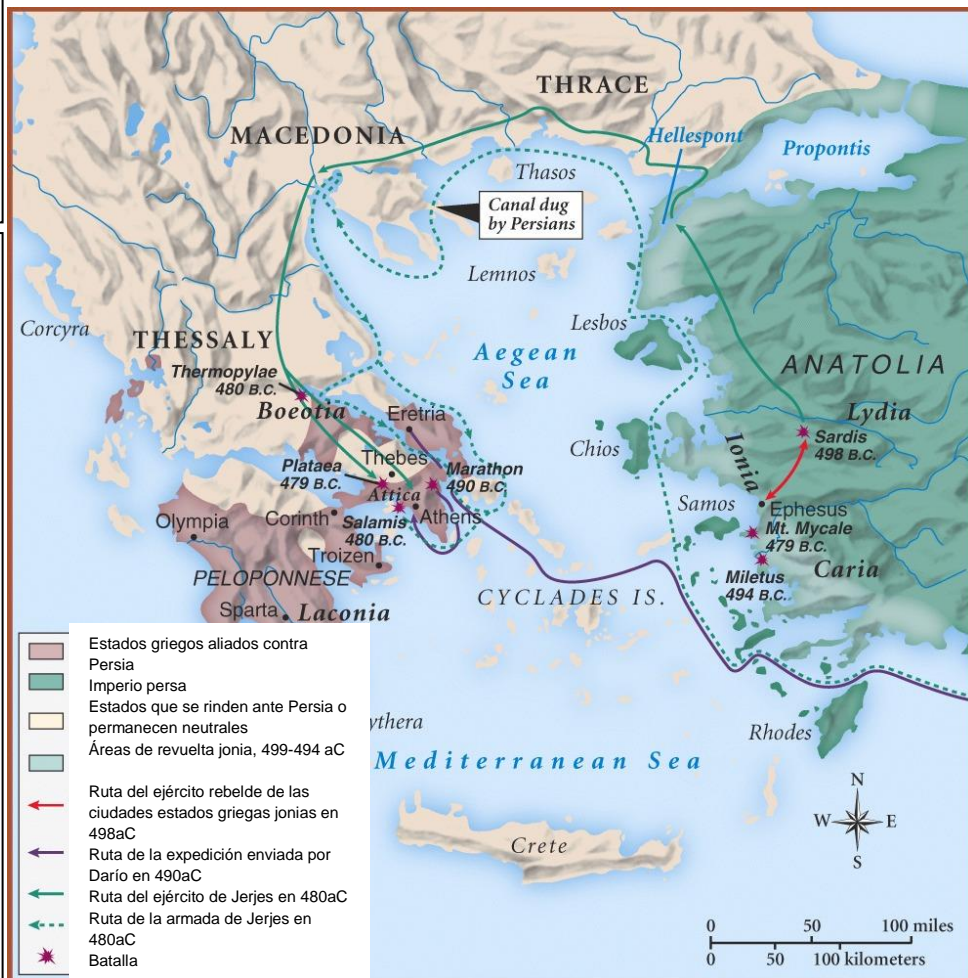 THRACE
MACEDONIA
Hellespont
Propontis
Thasos
Canal dug
by Persians
Lemnos
Corcyra
THESSALY
Lesbos
Aegean
Sea
ANATOLIA
Thermopylae
480 B.C.
Boeotia
Eretria
Lydia
Sardis
498 B.C.
Chios
Ionia
Thebes
Plataea
479 B.C.
Marathon
490 B.C.
Attica
Samos
Ephesus
Olympia
Corinth
Salamis
480 B.C.
Athens
Mt. Mycale
479 B.C.
Troizen
Caria
PELOPONNESE
Miletus
494 B.C.
CYCLADES IS.
Sparta
Laconia
Estados griegos aliados contra
Persia
Imperio persa
Estados que se rinden ante Persia o
permanecen neutrales
Áreas de revuelta jonia, 499-494 aC
Ruta del ejército rebelde de las
ciudades estados griegas jonias en
498aC
Ruta de la expedición enviada por
Darío en 490aC
Ruta del ejército de Jerjes en 480aC
Ruta de la armada de Jerjes en
480aC
Batalla
ythera
Rhodes
Mediterranean Sea
Crete
N
W
E
S
0 50 100 miles
0 50 100 kilometers